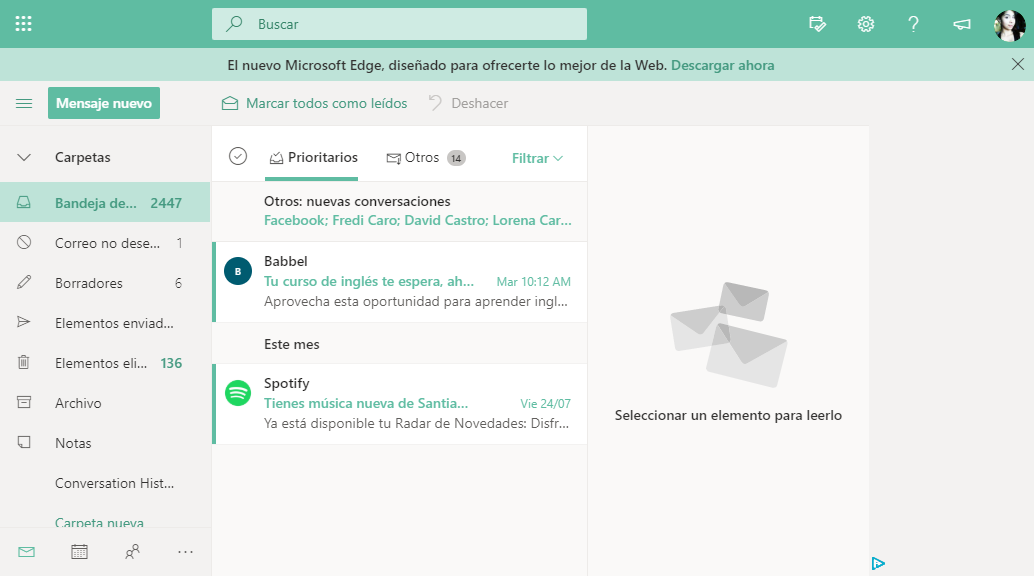 Buscar
El nuevo Microsoft Edge, diseñado para ofrecerte lo mejor de la Web. Descargar ahora
Mensaje nuevo
Marcar todos como leídos
Deshacer
Carpetas
Bandeja de... 2447
Correo no dese... 1
Borradores 6
Elementos enviad...
Elementos eli... 136
Archivo
Notas
Conversation Hist...
Carpeta nueva
Prioritarios
Otros 14
Filtrar
Otros: nuevas conversaciones
Facebook; Fredi Caro; David Castro; Lorena Car...
B
Babbel
Tu curso de inglés te espera, ah... Mar 10:12 AM
Aprovecha esta oportunidad para aprender ingl...
Este mes
Spotify
Tienes música nueva de Santia... Vie 24/07
Ya está disponible tu Radar de Novedades: Disfr...
Seleccionar un elemento para leerlo